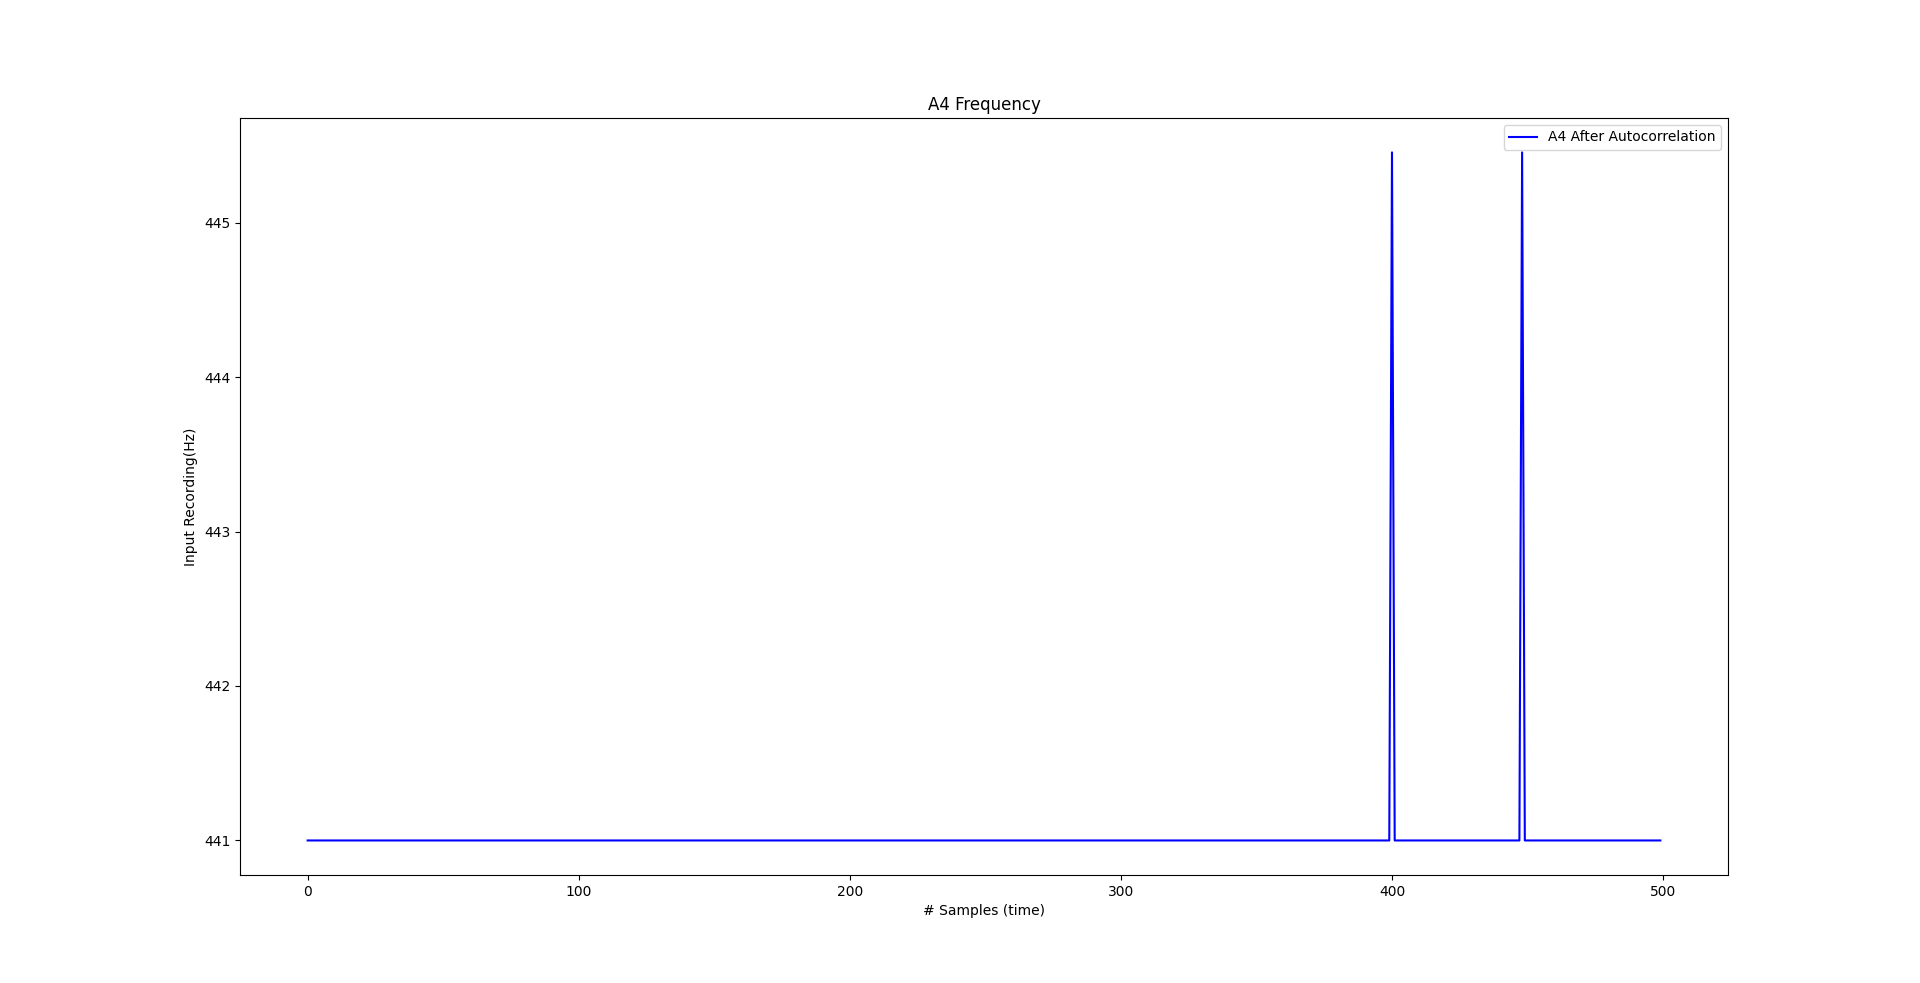 A4 Frequency
A4 After Autocorrelation
445
444
443
442
441
Input Recording(Hz)
0 100 200 300 400 500
# Samples (time)